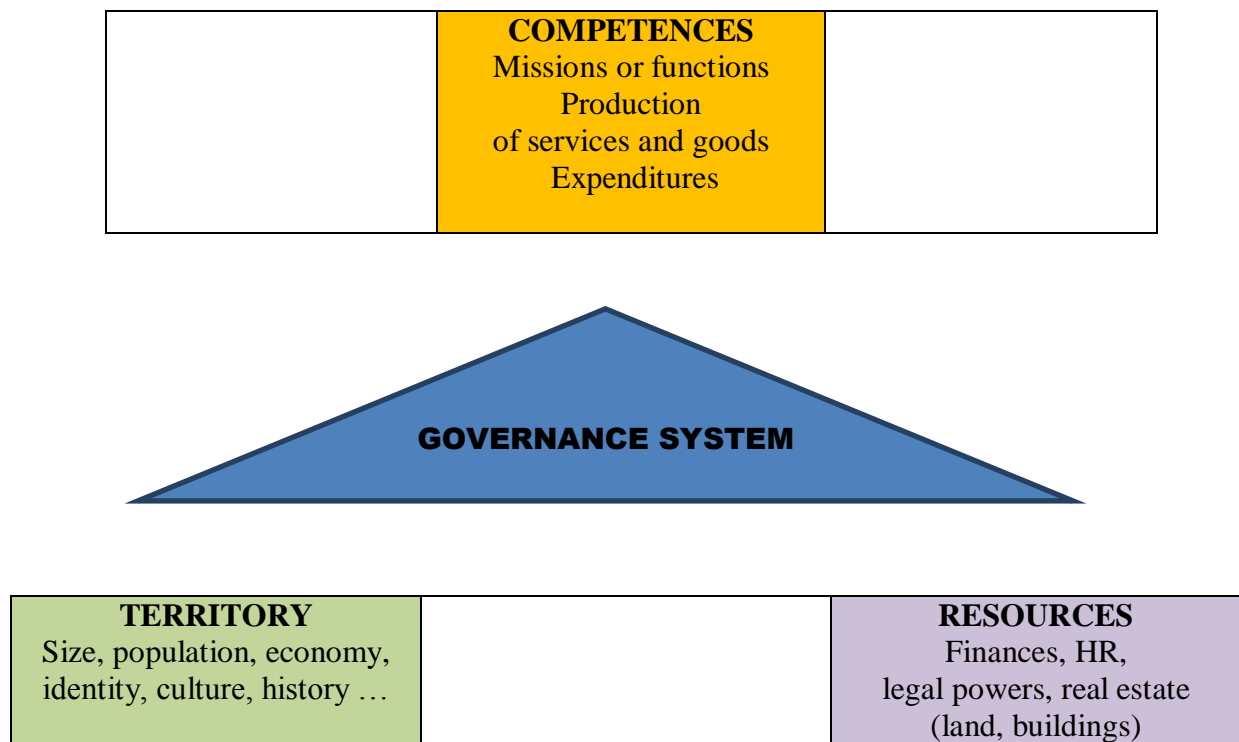 COMPETENCES
Missions or functions
Production
of services and goods
Expenditures
GOVERNANCE SYSTEM
TERRITORY
Size, population, economy,
identity, culture, history …
RESOURCES
Finances, HR,
legal powers, real estate
(land, buildings)